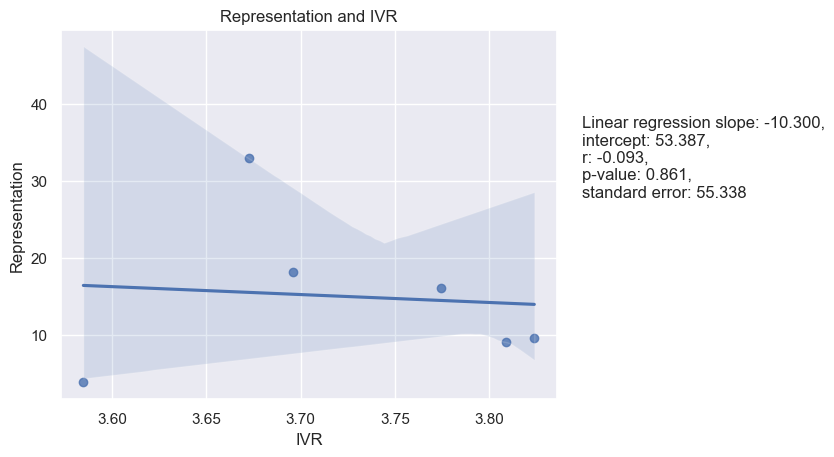 Representation and IVR
40
30
20
10
Representation
3.60 3.65 3.70 3.75 3.80
IVR
Linear regression slope: -10.300,
intercept: 53.387,
r: -0.093,
p-value: 0.861,
standard error: 55.338